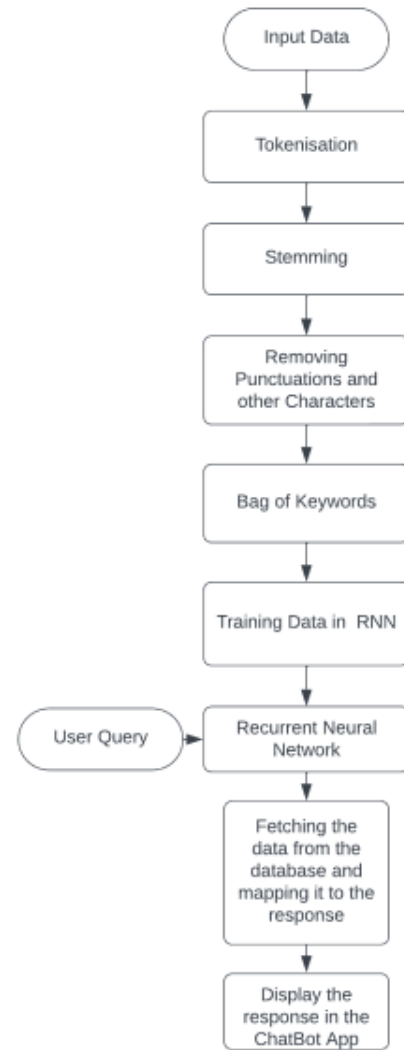 Input Data
Tokenisation
Stemming
Removing
Punctuations and
other Characters
Bag of Keywords
Training Data in RNN
User Query
Recurrent Neural
Network
Fetching the
data from the
database and
mapping it to the
response
Display the
response in the
ChatBot App